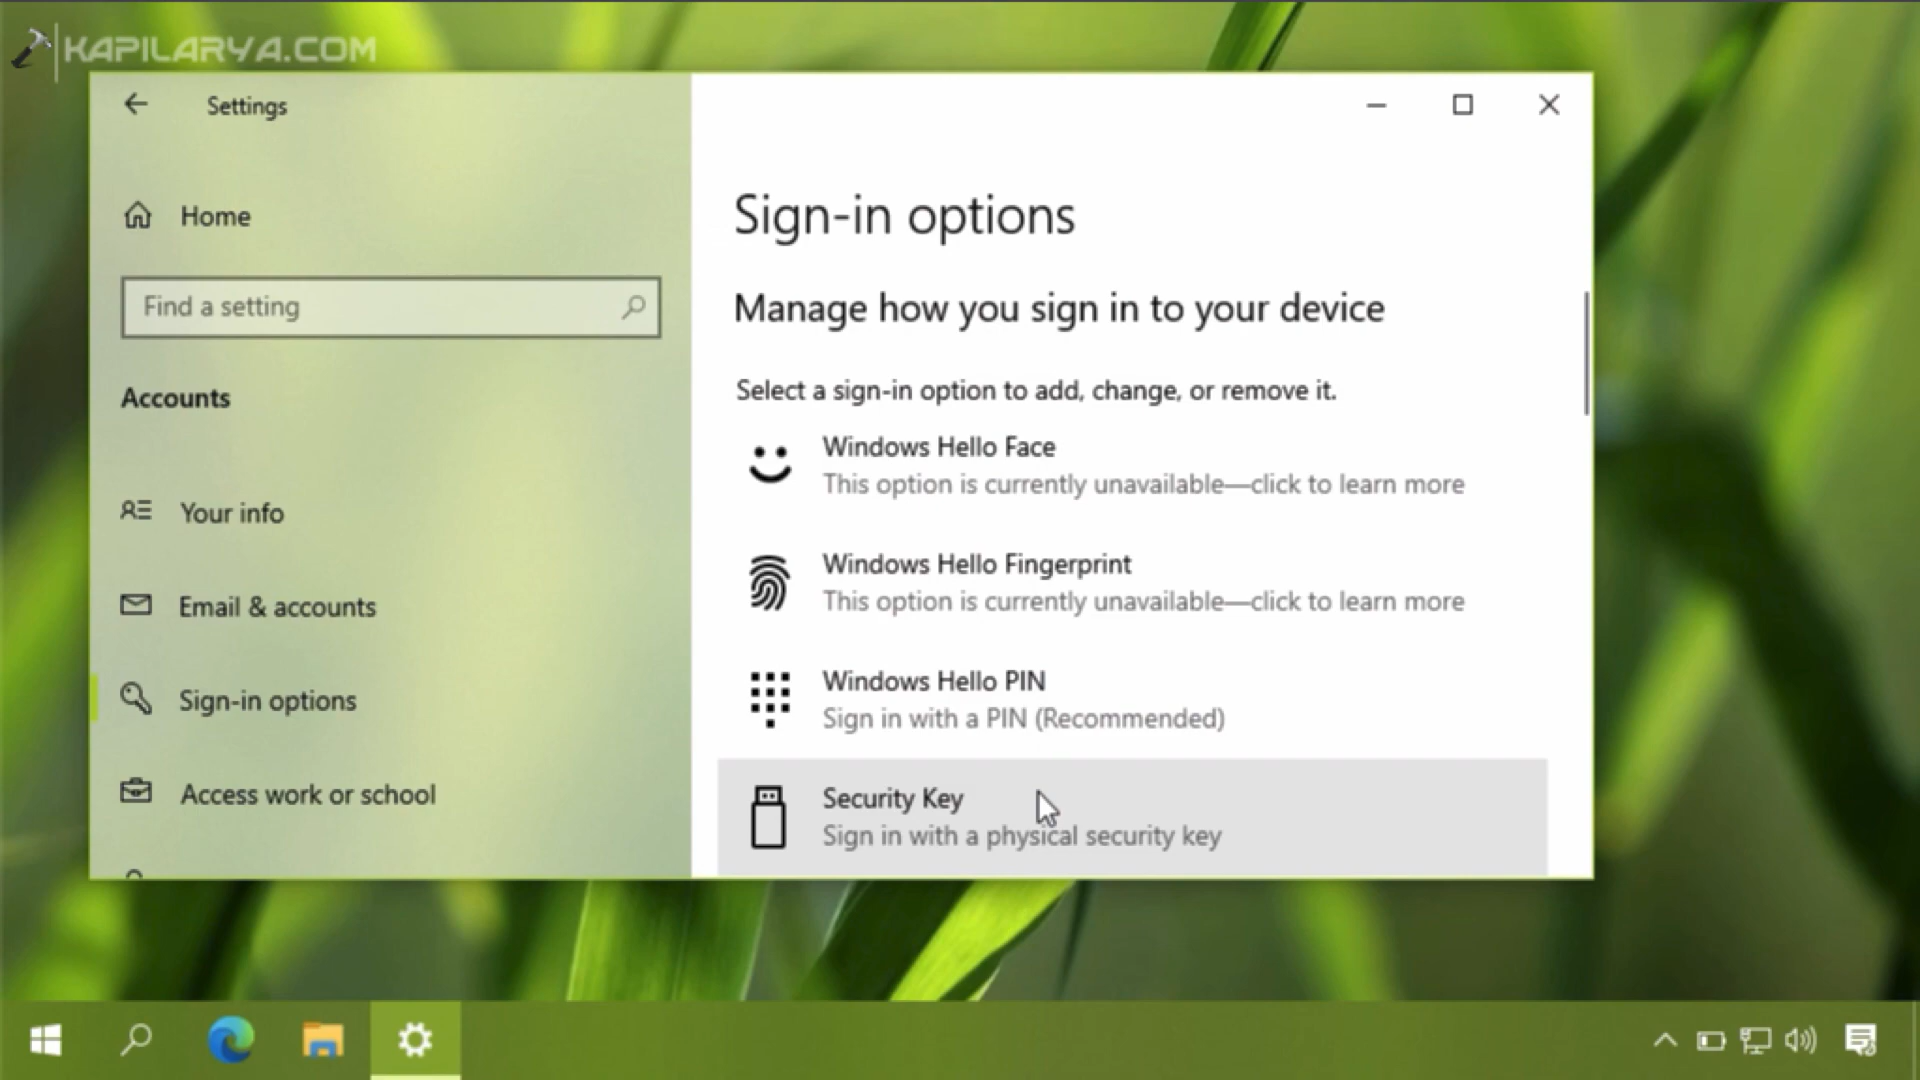 KAPILARYA.COM
Settings
Home
Find a setting
Accounts
Your info
Email & accounts
Sign-in options
Access work or school
Sign-in options
Manage how you sign in to your device
Select a sign-in option to add, change, or remove it.
Windows Hello Face
This option is currently unavailable—click to learn more
Windows Hello Fingerprint
This option is currently unavailable—click to learn more
Windows Hello PIN
Sign in with a PIN (Recommended)
Security Key
Sign in with a physical security key